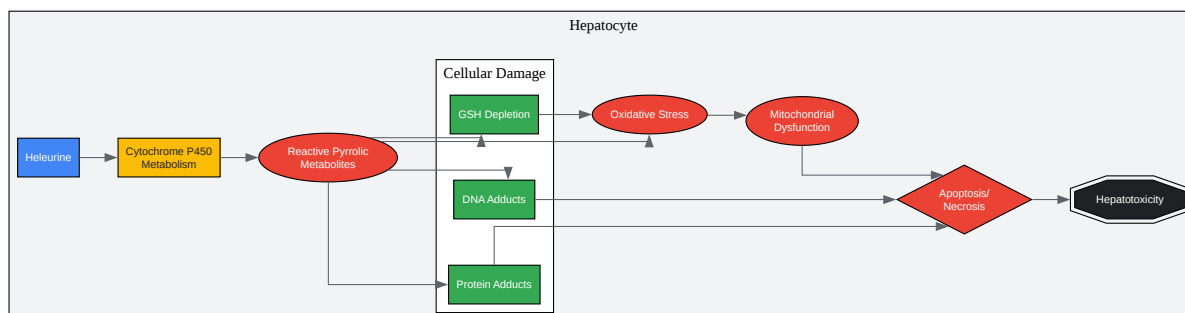 Hepatocyte
Cellular Damage
GSH Depletion
Oxidative Stress
Mitochondrial
Dysfunction
Heleurine
Cytochrome P450
Metabolism
Reactive Pyrrolic
Metabolites
DNA Adducts
Apoptosis/
Necrosis
Hepatotoxicity
Protein Adducts